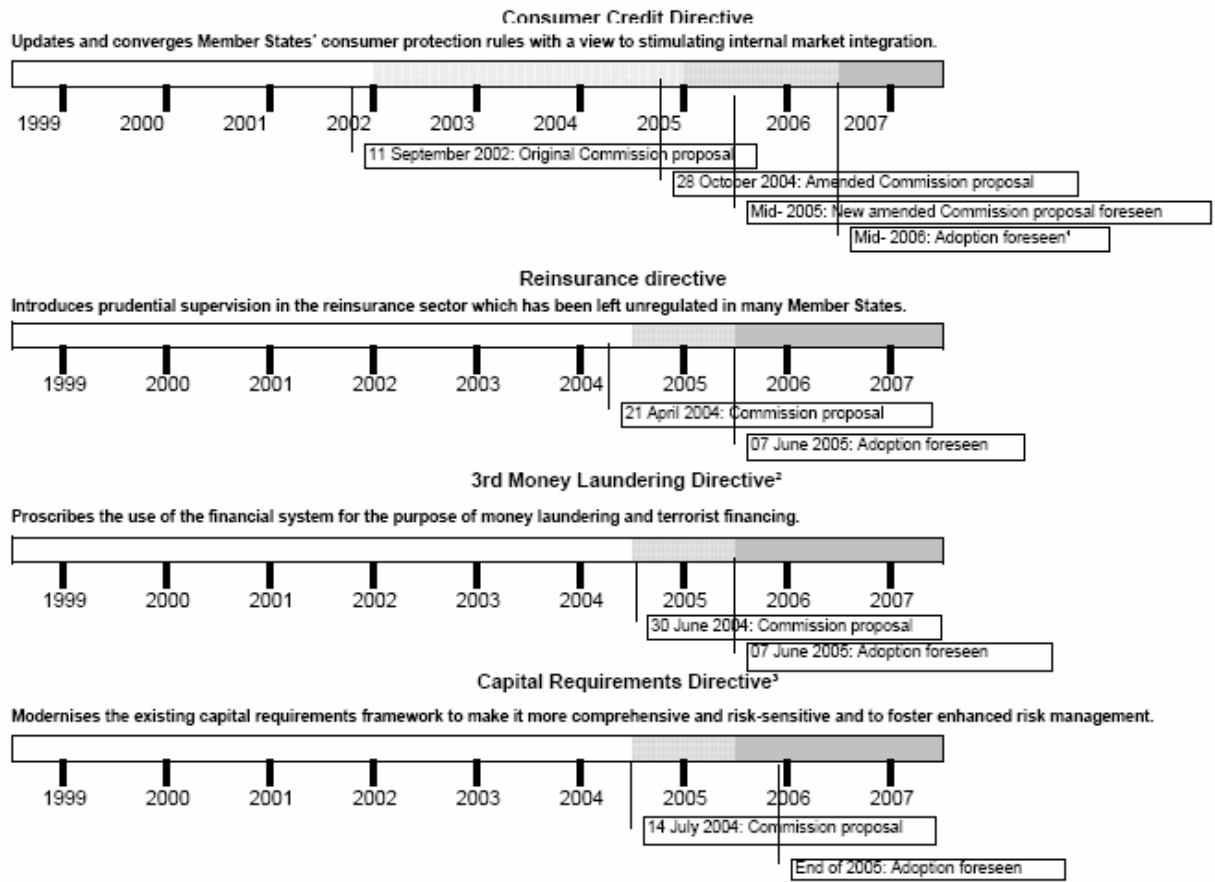 Consumer Credit Directive
Updates and converges Member States' consumer protection rules with a view to stimulating internal market integration.
1999 2000 2001 2002 2003 2004 2005 2006 2007
11 September 2002: Original Commission proposal
28 October 2004: Amended Commission proposal
Mid- 2005: New amended Commission proposal foreseen
Mid- 2006: Adoption foreseen⁴
Reinsurance directive
Introduces prudential supervision in the reinsurance sector which has been left unregulated in many Member States.
1999 2000 2001 2002 2003 2004 2005 2006 2007
21 April 2004: Commission proposal
07 June 2005: Adoption foreseen
3rd Money Laundering Directive²
Proscribes the use of the financial system for the purpose of money laundering and terrorist financing.
1999 2000 2001 2002 2003 2004 2005 2006 2007
30 June 2004: Commission proposal
07 June 2005: Adoption foreseen
Capital Requirements Directive³
Modernises the existing capital requirements framework to make it more comprehensive and risk-sensitive and to foster enhanced risk management.
1999 2000 2001 2002 2003 2004 2005 2006 2007
14 July 2004: Commission proposal
End of 2005: Adoption foreseen